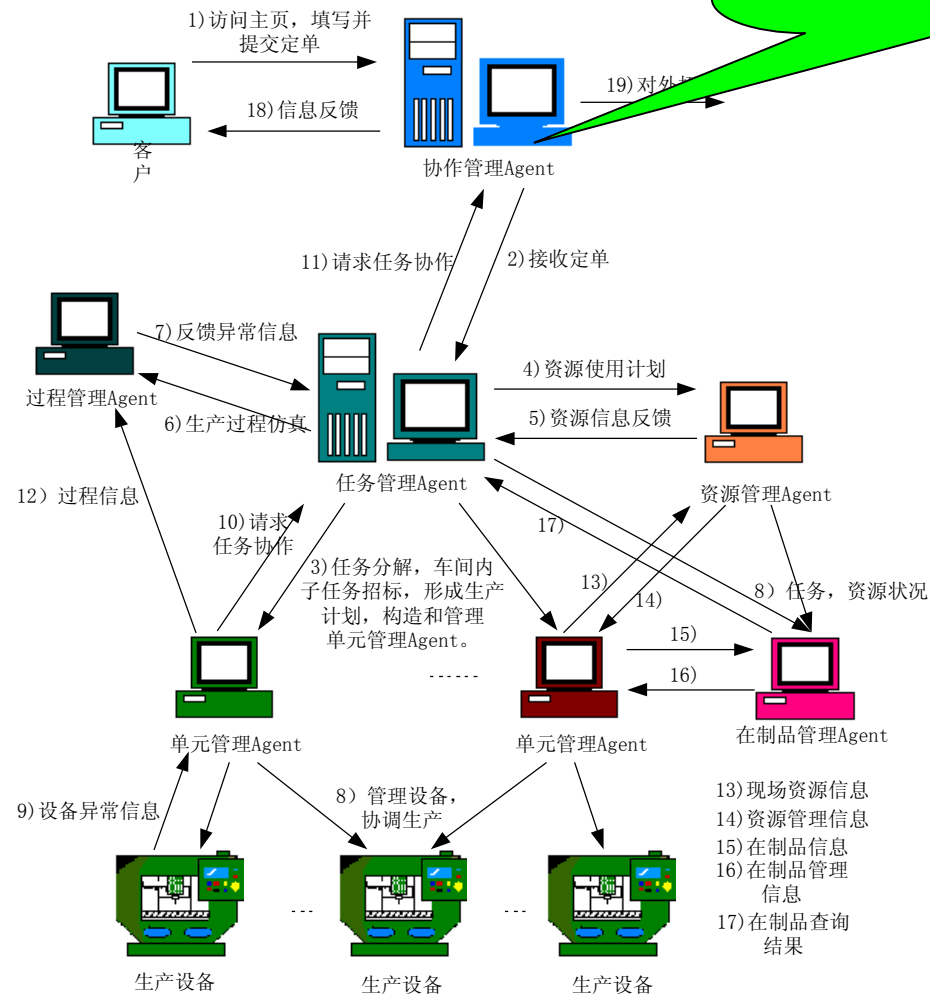 1)访问主页，填写并
提交定单
18)信息反馈
19)对外
客
户
协作管理Agent
11)请求任务协作
2)接收定单
7)反馈异常信息
4)资源使用计划
过程管理Agent
6)生产过程仿真
5)资源信息反馈
任务管理Agent
资源管理Agent
12）过程信息
10)请求
任务协作
17)
3)任务分解，车间内
子任务招标，形成生产
计划，构造和管理
单元管理Agent。
13)
14)
8）任务，资源状况
15)
16)
......
单元管理Agent
单元管理Agent
在制品管理Agent
9)设备异常信息
8）管理设备，
协调生产
13)现场资源信息
14)资源管理信息
15)在制品信息
16)在制品管理
信息
17)在制品查询
结果
...
...
生产设备
生产设备
生产设备